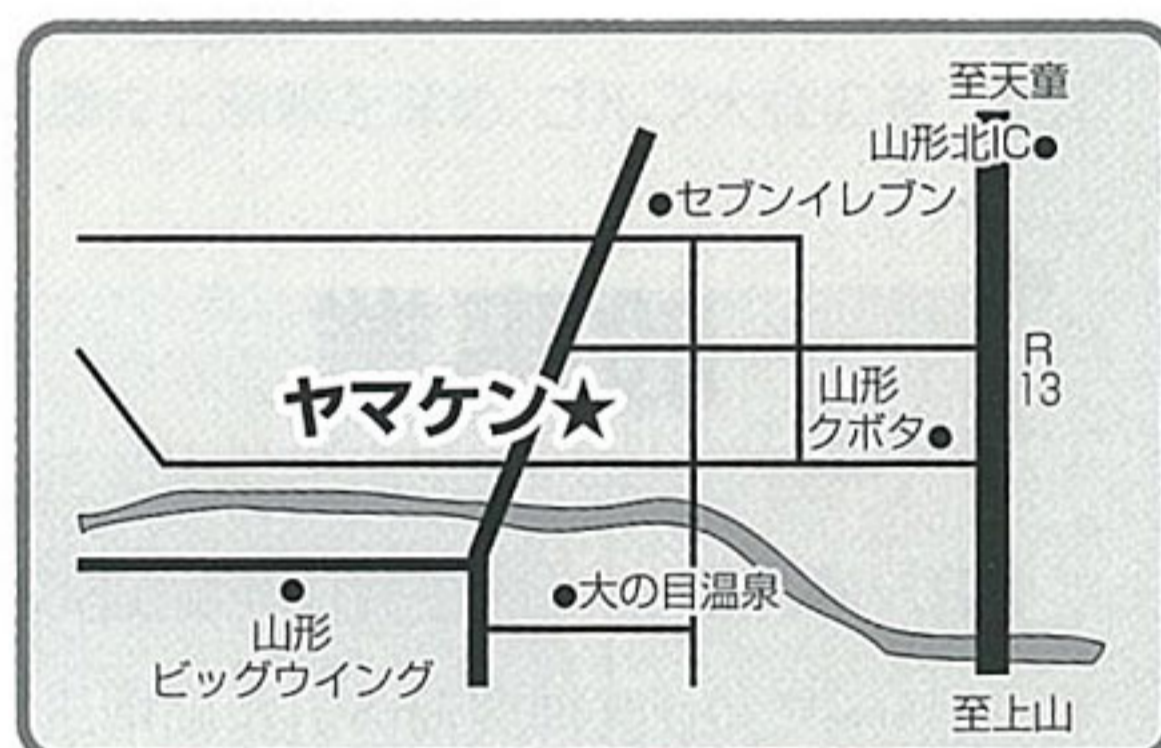 至天童
山形北IC
セブンイレブン
R
13
ヤマケン★
山形
クボタ
大の目温泉
山形
ビッグウイング
至上山